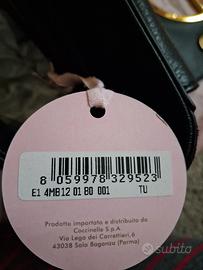 8 059978 329523
E1 4MB12 01 B0 001 TU
Prodotto importato e distribuito da
Coccinelle S.p.A
Via Lega dei Carrettieri,6
43038 Sala Baganza (Parma)
subito